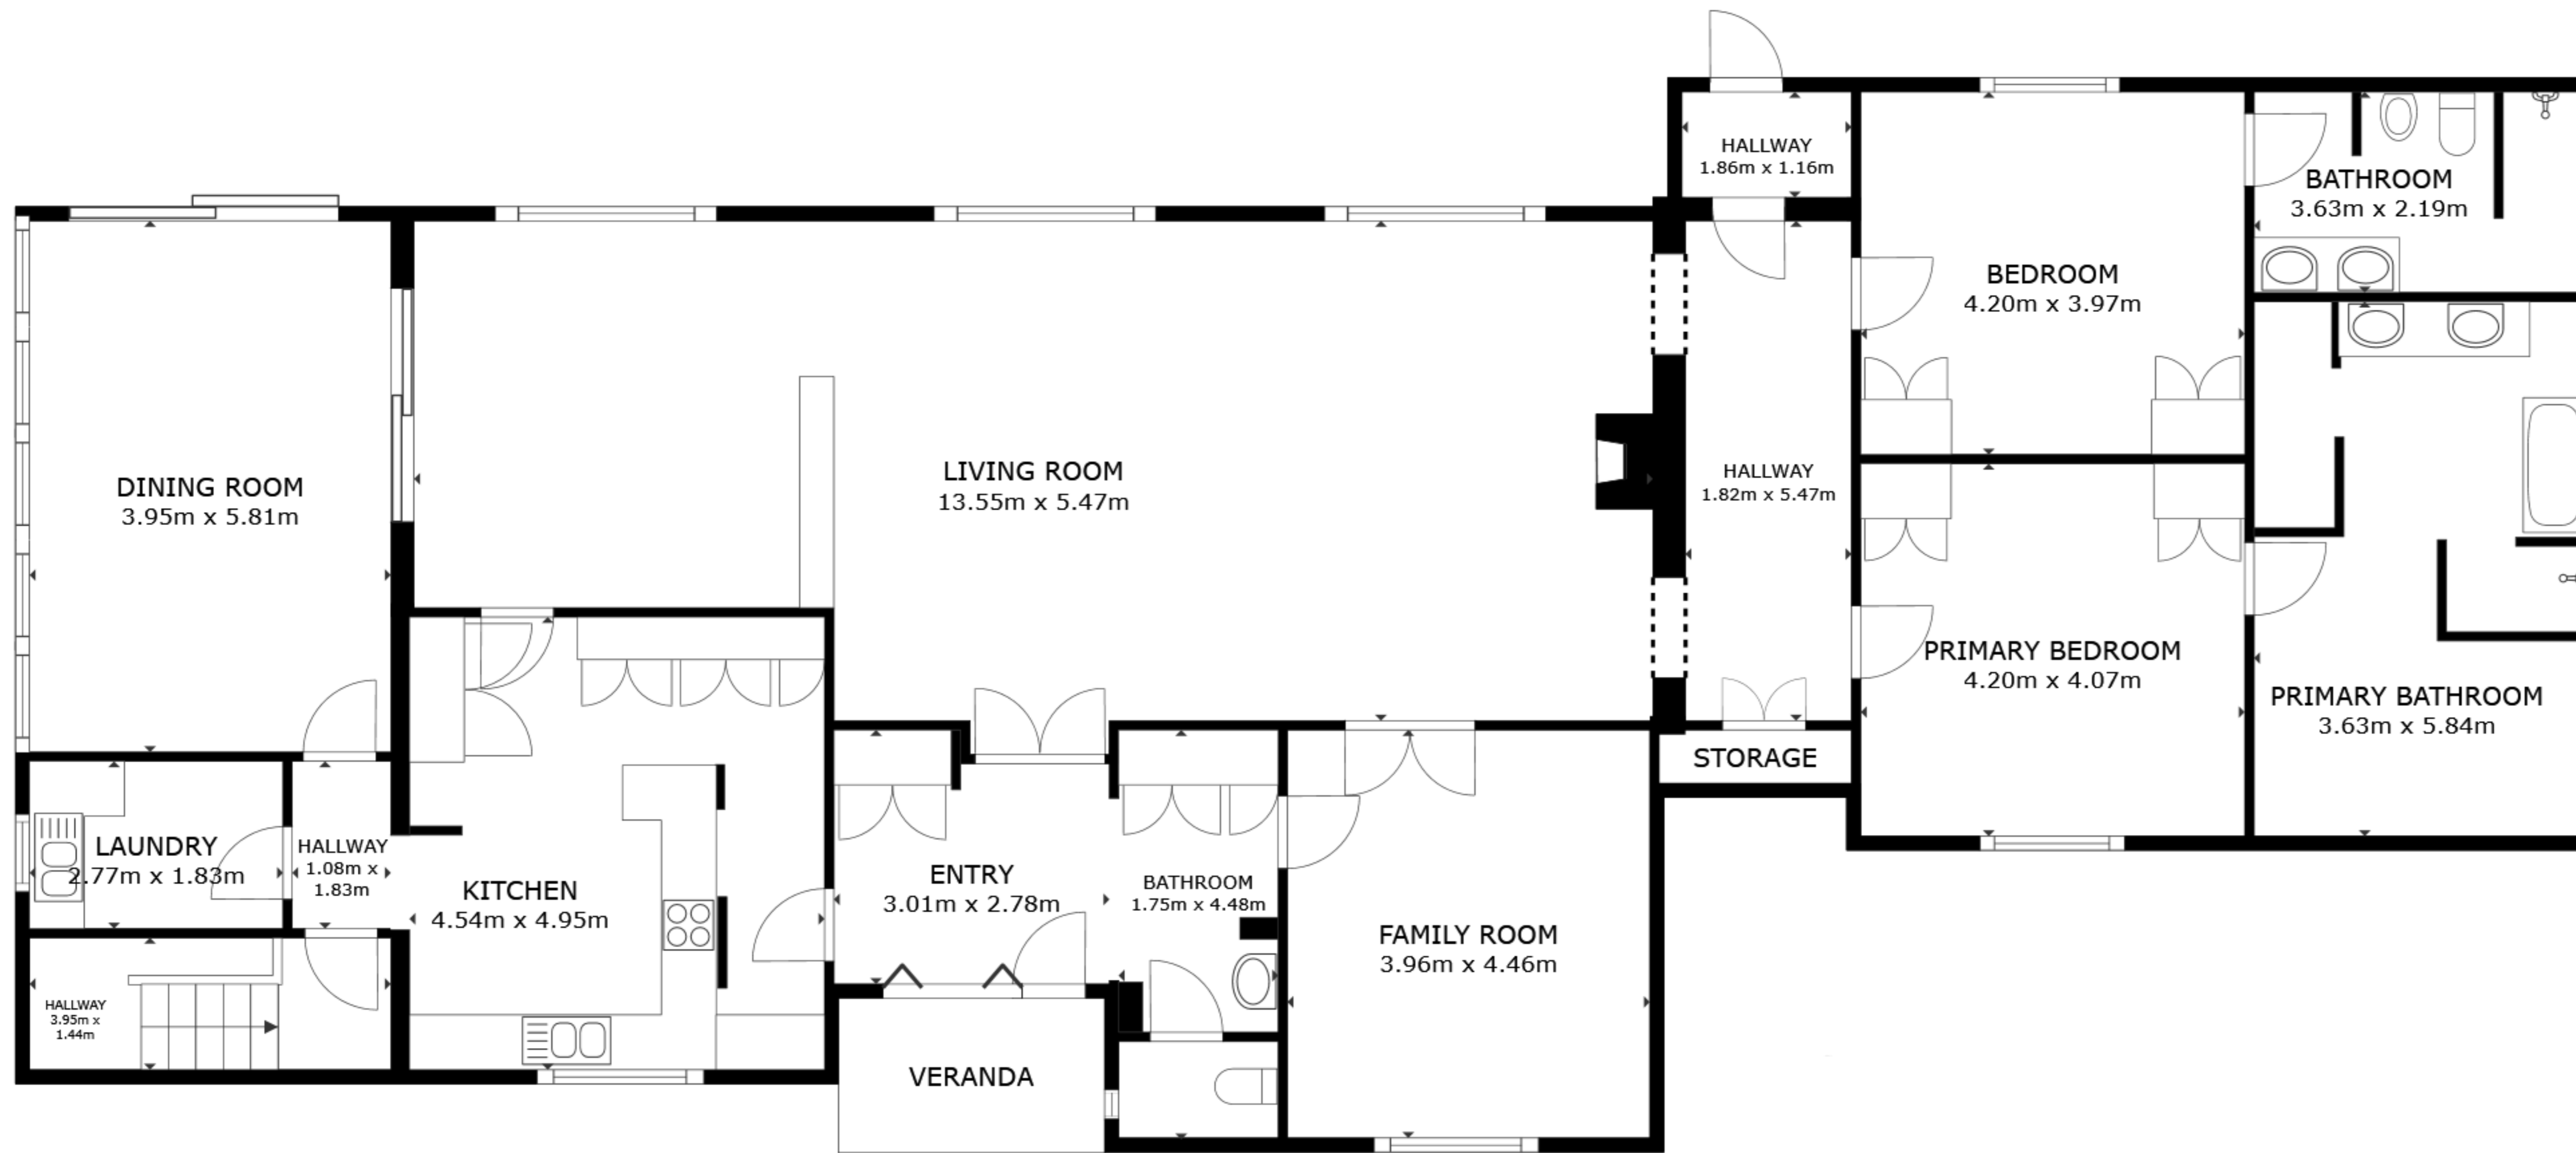 HALLWAY
1.86m x 1.16m
BATHROOM
3.63m x 2.19m
BEDROOM
4.20m x 3.97m
DINING ROOM
3.95m x 5.81m
LIVING ROOM
13.55m x 5.47m
HALLWAY
1.82m x 5.47m
PRIMARY BEDROOM
4.20m x 4.07m
PRIMARY BATHROOM
3.63m x 5.84m
STORAGE
LAUNDRY
2.77m x 1.83m
HALLWAY
1.08m x
1.83m
KITCHEN
4.54m x 4.95m
ENTRY
3.01m x 2.78m
BATHROOM
1.75m x 4.48m
FAMILY ROOM
3.96m x 4.46m
HALLWAY
3.95m x
1.44m
VERANDA